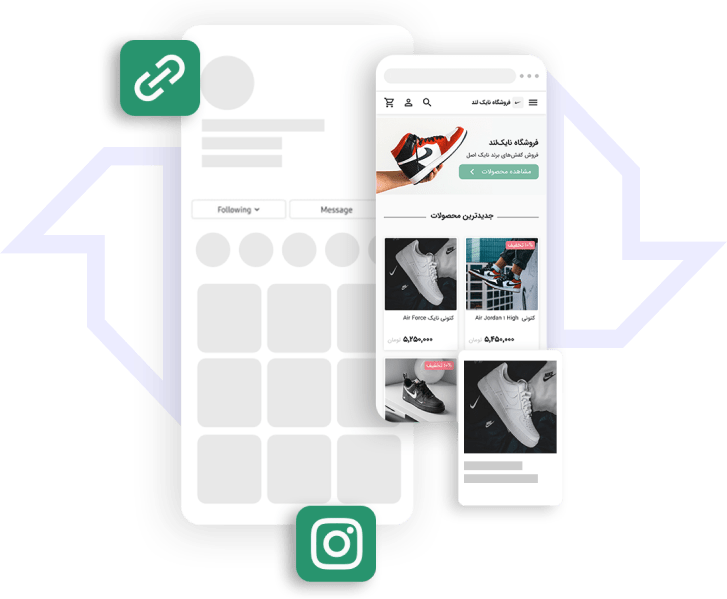 Following
Message
فروشگاه نایک لند
فروشگاه نایک‌لند
فروش کفش‌های برند نایک اصل
مشاهده محصولات
جدیدترین محصولات
۱۰% تخفیف
کتونی نایک Air Force
۵,۲۵۰,۰۰۰ تومان
کتونی Air Jordan 1 High
۵,۴۵۰,۰۰۰ تومان
۱۰% تخفیف